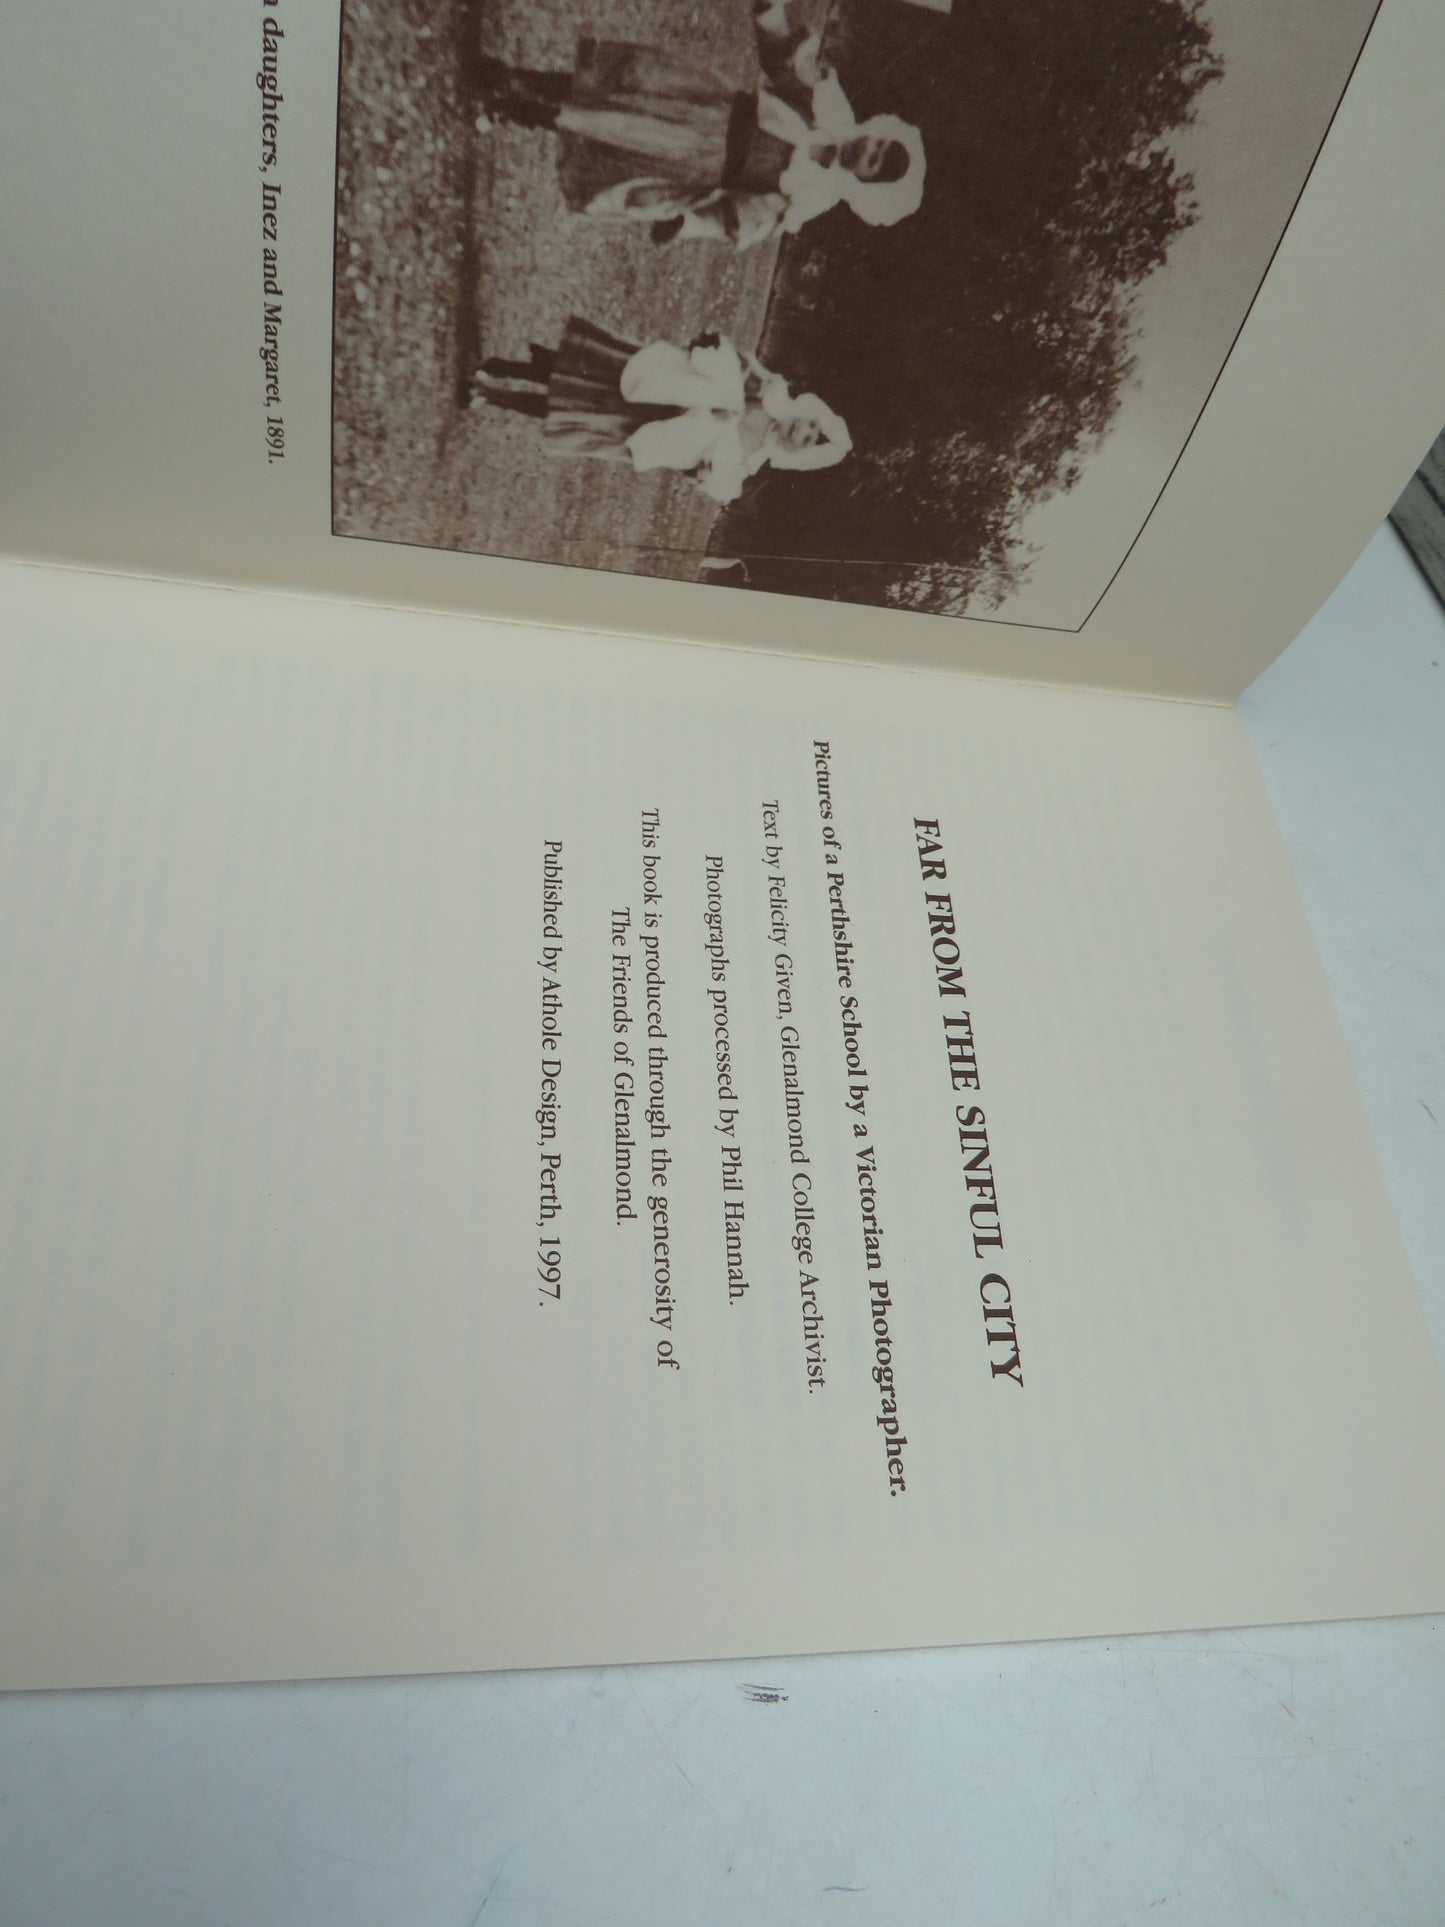 daughters, Inez and Margaret, 1891.
FAR FROM THE SINFUL CITY
Pictures of a Perthshire School by a Victorian Photographer.
Text by Felicity Given, Glenalmond College Archivist.
Photographs processed by Phil Hannah.
This book is produced through the generosity of
The Friends of Glenalmond.
Published by Athole Design, Perth, 1997.